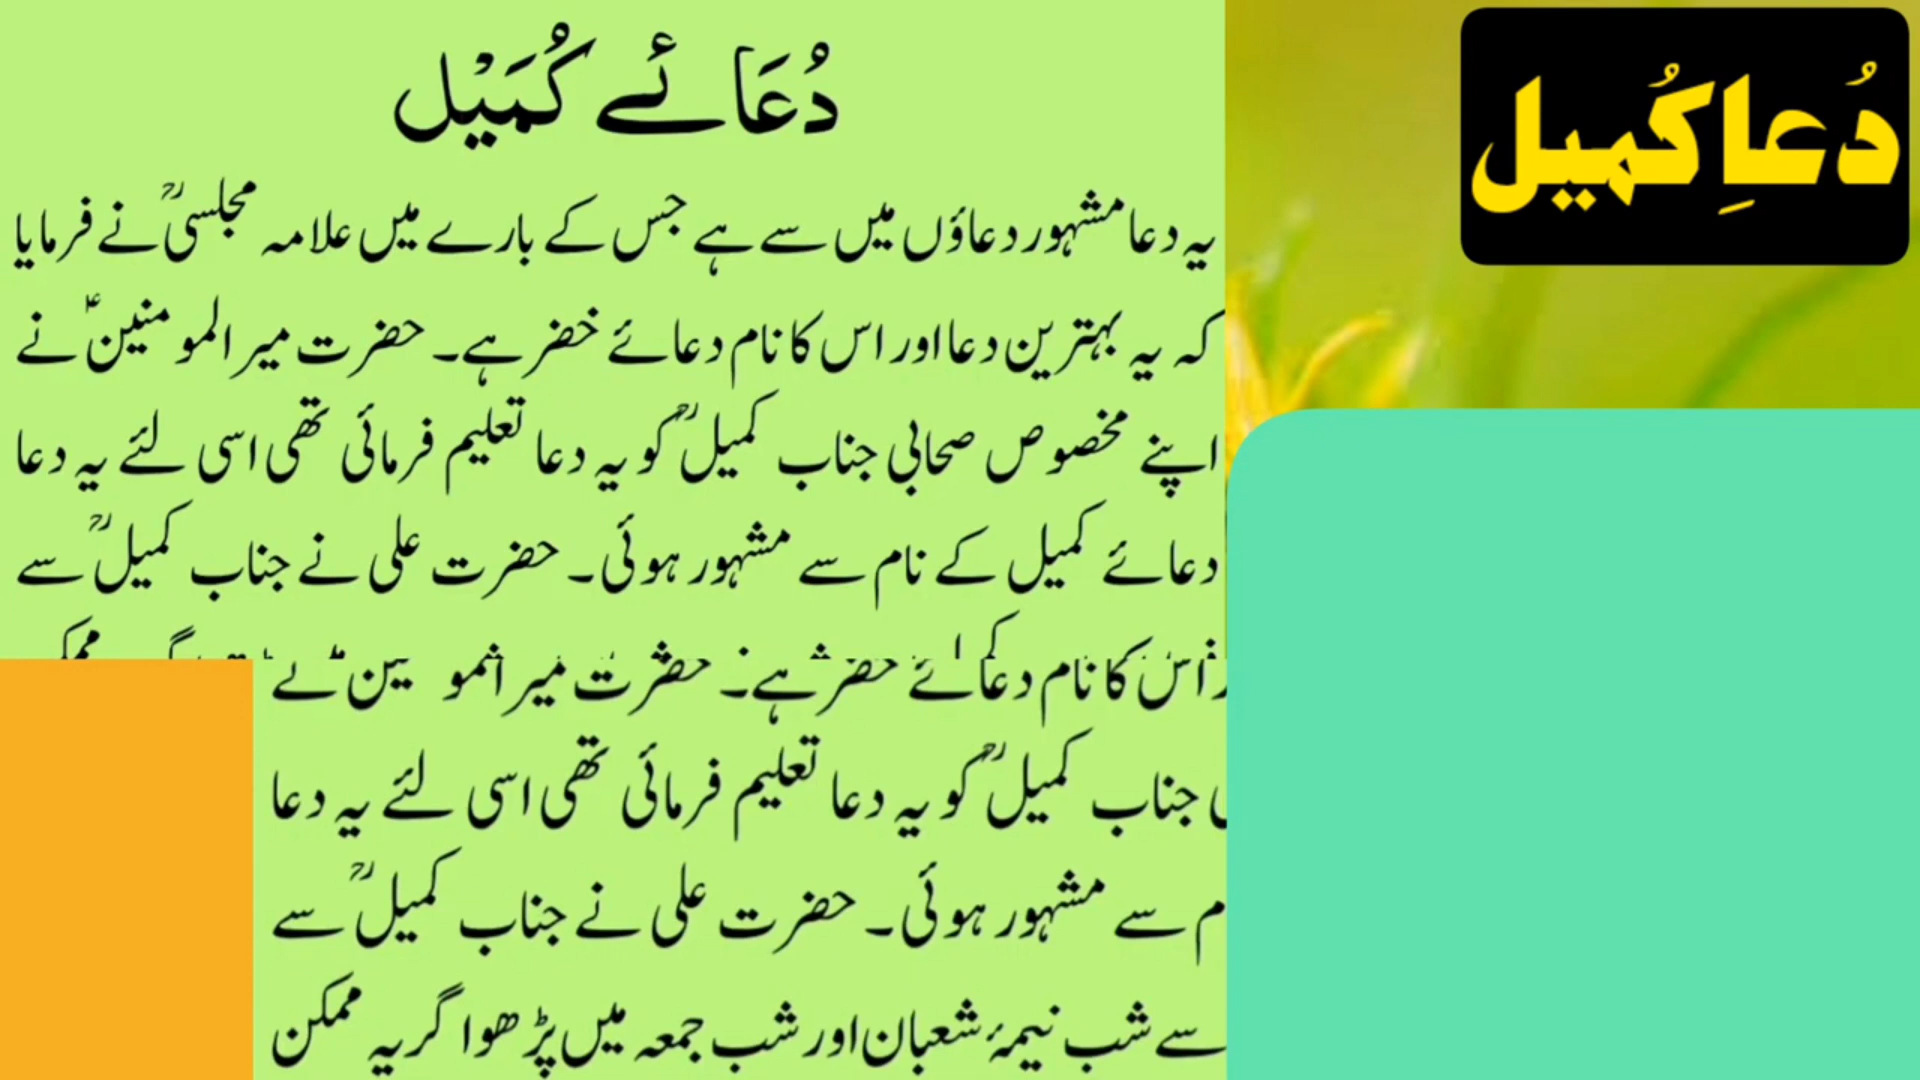 دُعَائے کُمَیْل
یہ دعا مشہور دعاؤں میں سے ہے جس کے بارے میں علامہ مجلسیؒ نے فرمایا
کہ یہ بہترین دعا اور اس کا نام دعائے خضر ہے۔ حضرت میر المومنینؑ نے
اپنے مخصوص صحابی جناب کمیلؒ کو یہ دعا تعلیم فرمائی تھی اسی لئے یہ دعا
دعائے کمیل کے نام سے مشہور ہوئی۔ حضرت علی نے جناب کمیلؒ سے
اس کا نام دعائے خضر ہے۔ حضرت میر نے
جناب کمیلؒ کو یہ دعا تعلیم فرمائی تھی اسی لئے یہ دعا
سے مشہور ہوئی۔ حضرت علی نے جناب کمیلؒ سے
سے شب نیمۂ شعبان اور شب جمعہ میں پڑھو اگر یہ ممکن
دُعاِ کُمیل